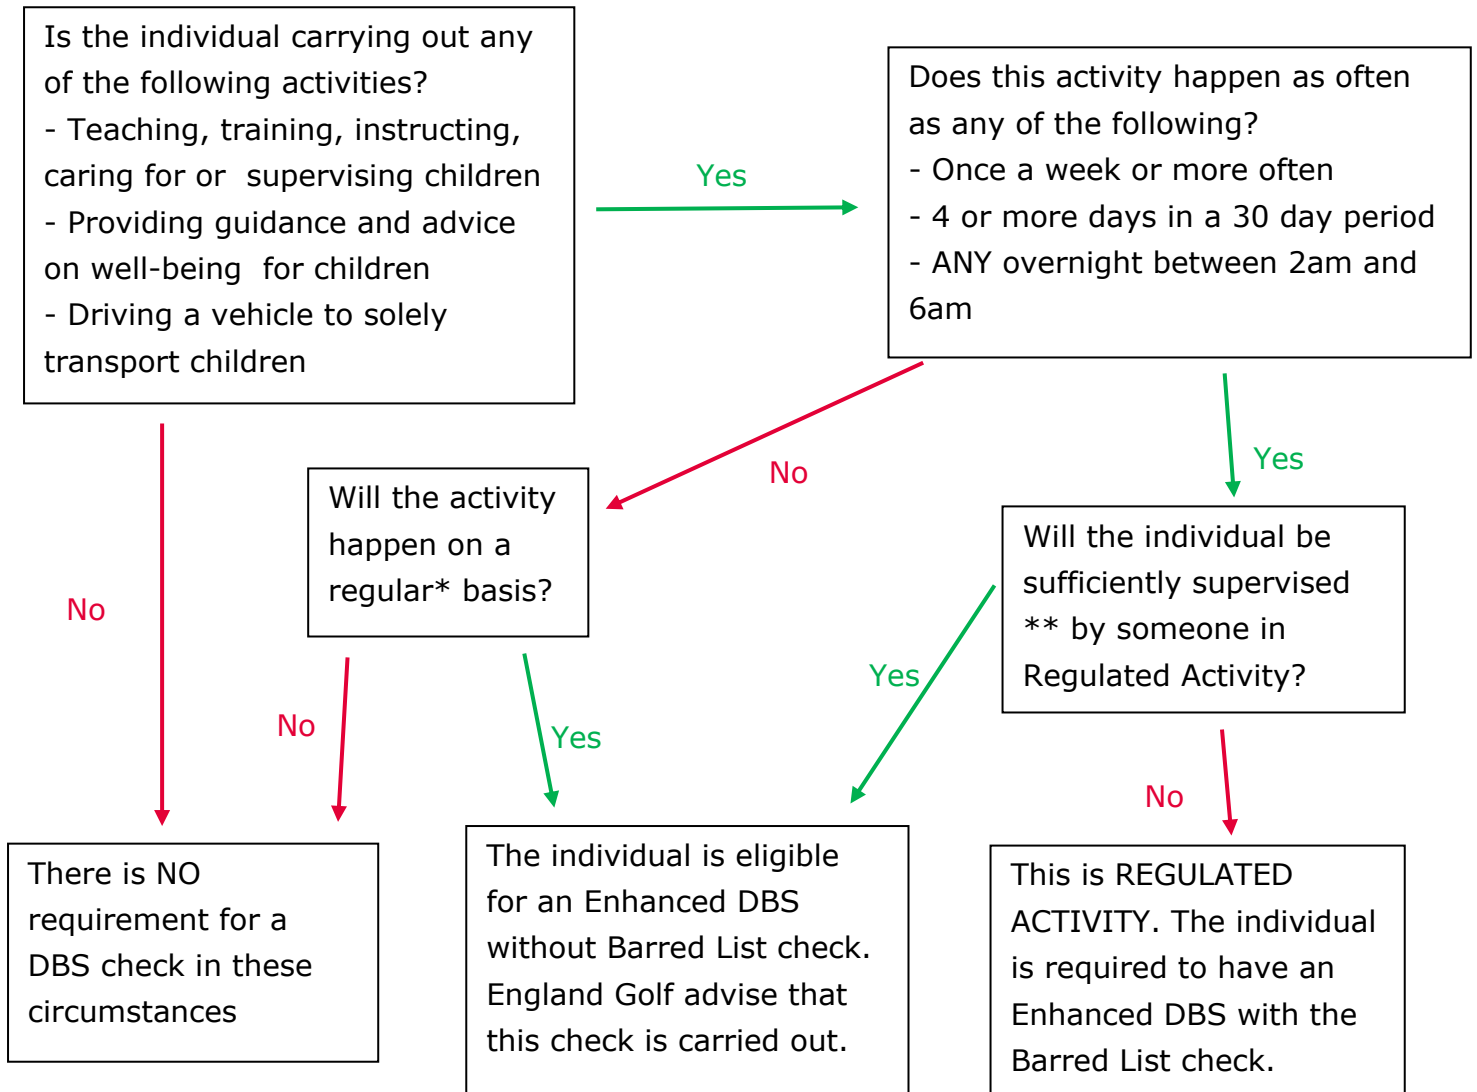 Is the individual carrying out any
of the following activities?
- Teaching, training, instructing,
caring for or supervising children
- Providing guidance and advice
on well-being for children
- Driving a vehicle to solely
transport children
Yes
Does this activity happen as often
as any of the following?
- Once a week or more often
- 4 or more days in a 30 day period
- ANY overnight between 2am and
6am
No
Will the activity
happen on a
regular* basis?
No
Yes
Will the individual be
sufficiently supervised
** by someone in
Regulated Activity?
No
Yes
Yes
No
There is NO
requirement for a
DBS check in these
circumstances
The individual is eligible
for an Enhanced DBS
without Barred List check.
England Golf advise that
this check is carried out.
This is REGULATED
ACTIVITY. The individual
is required to have an
Enhanced DBS with the
Barred List check.